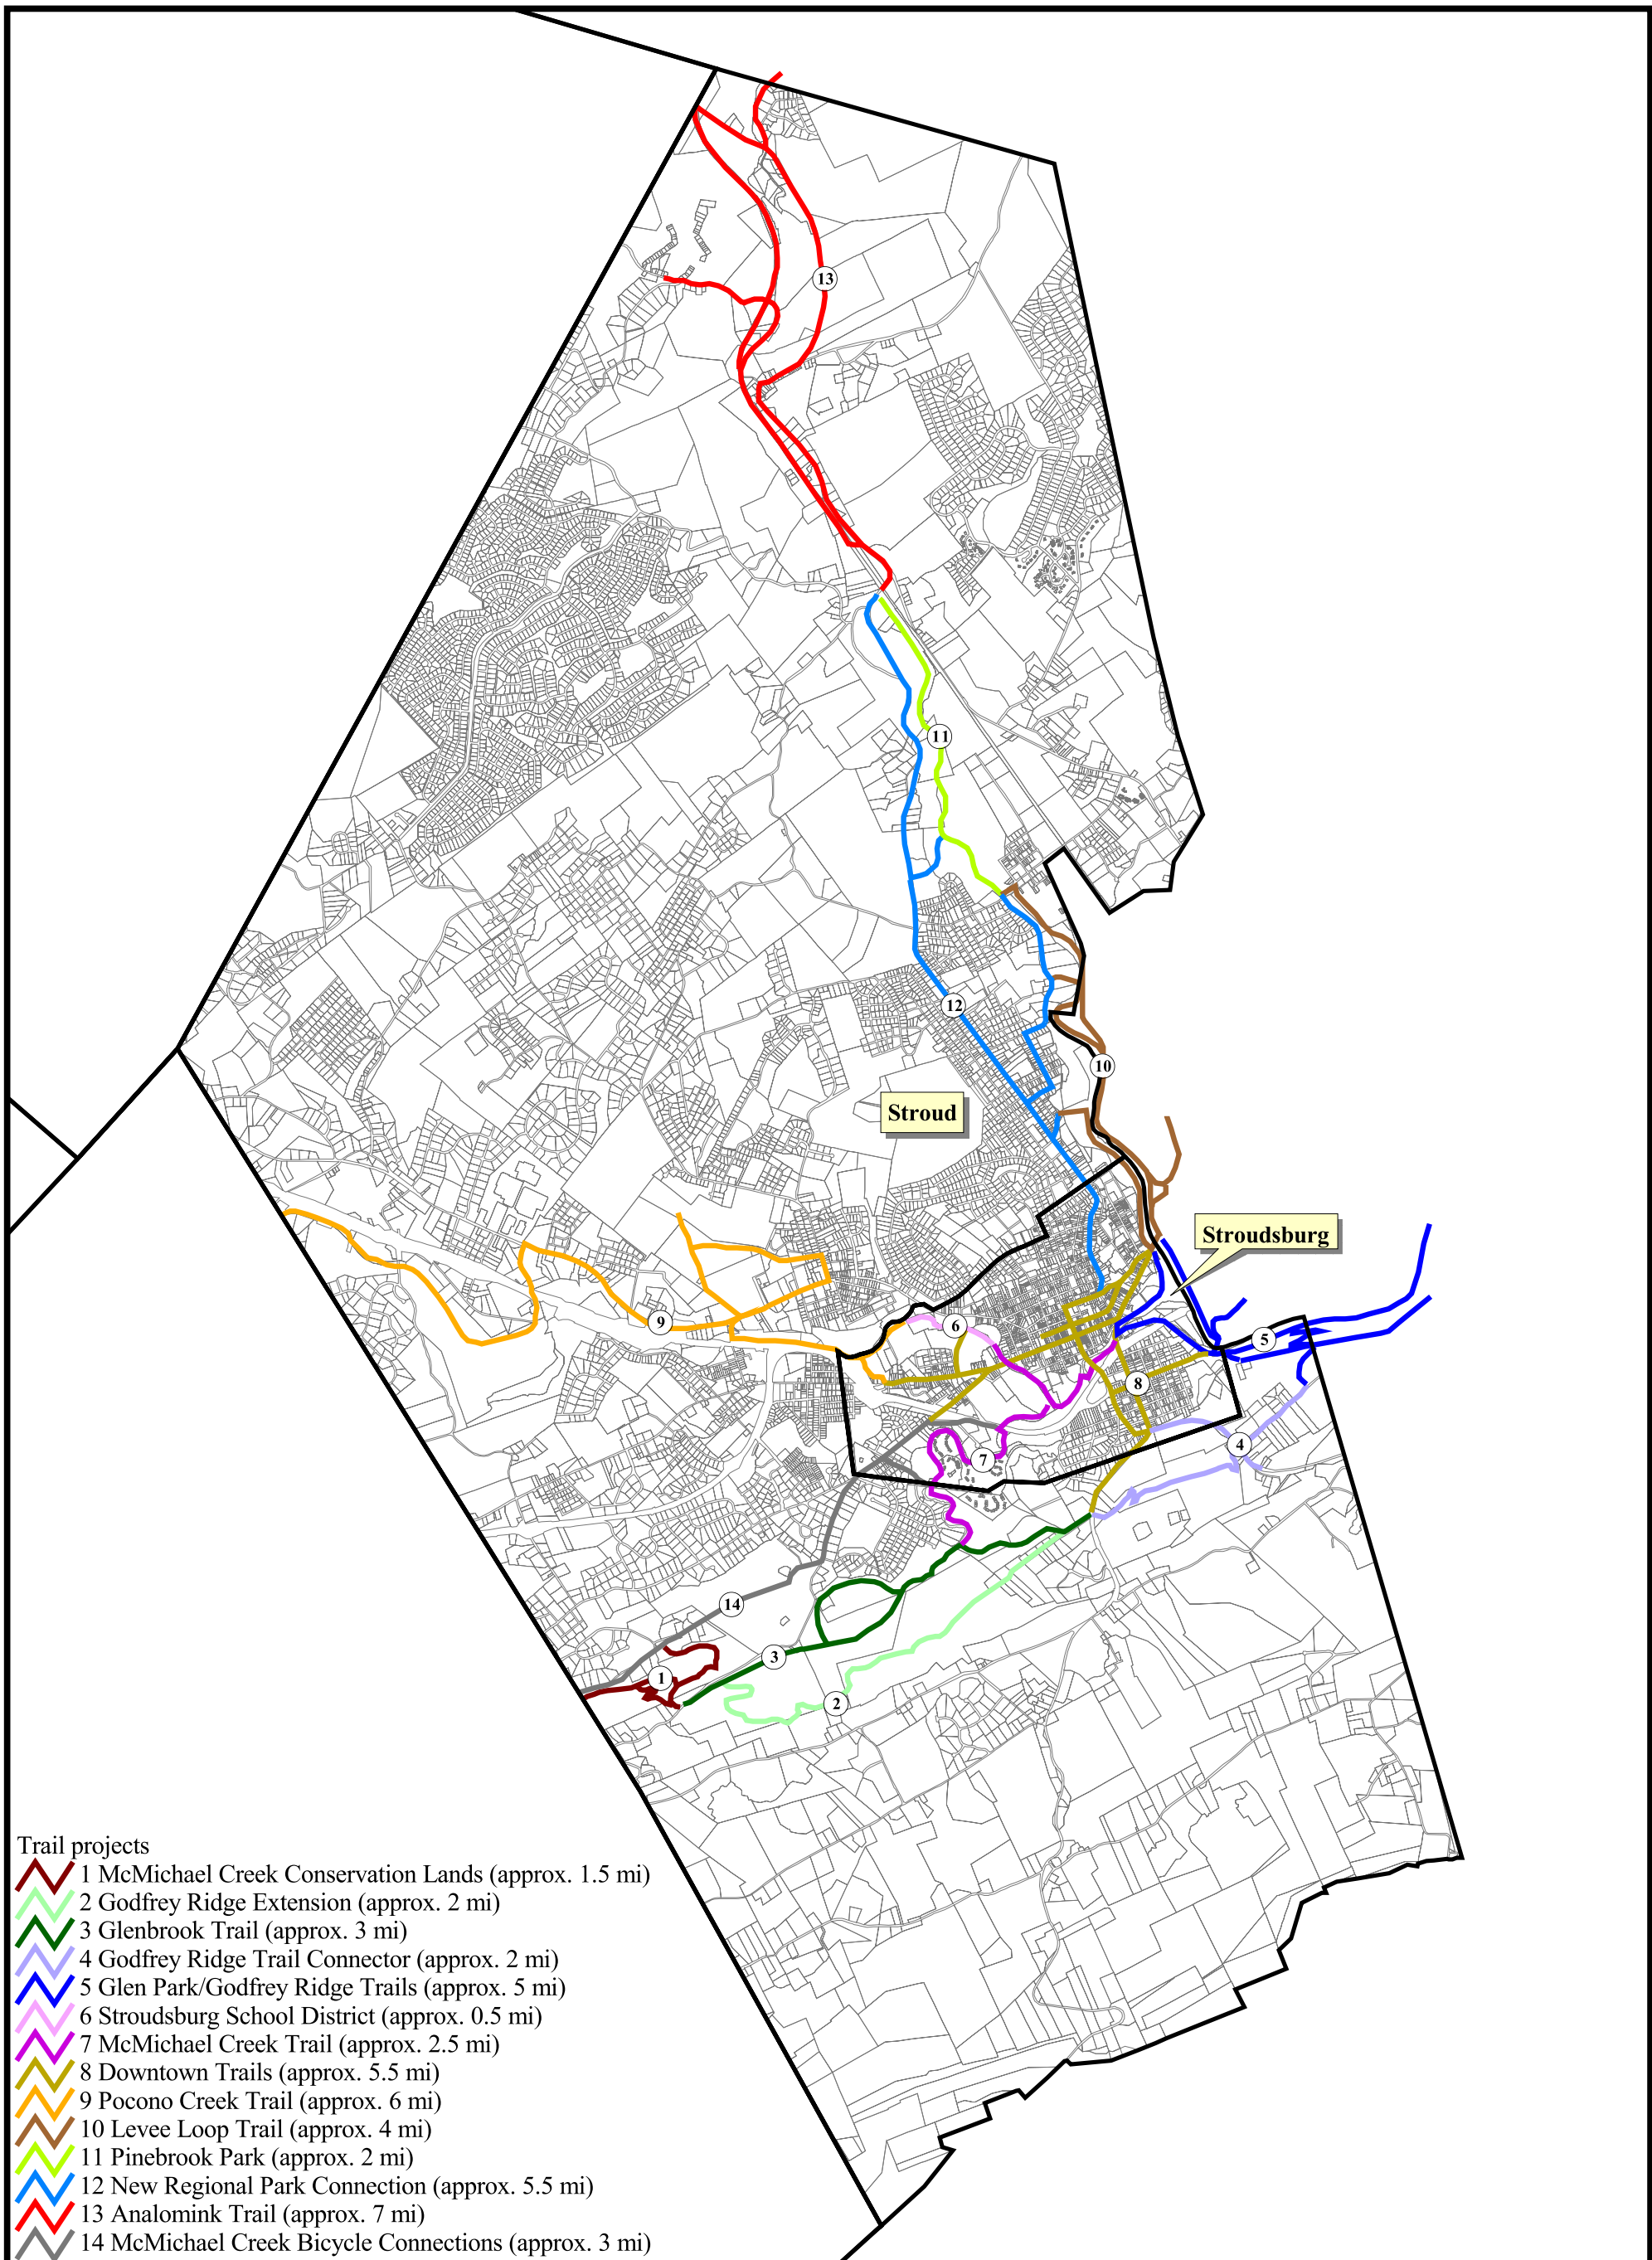 13
11
12
10
Stroud
Stroudsburg
9
6
5
8
4
7
14
3
1
2
Trail projects
1 McMichael Creek Conservation Lands (approx. 1.5 mi)
2 Godfrey Ridge Extension (approx. 2 mi)
3 Glenbrook Trail (approx. 3 mi)
4 Godfrey Ridge Trail Connector (approx. 2 mi)
5 Glen Park/Godfrey Ridge Trails (approx. 5 mi)
6 Stroudsburg School District (approx. 0.5 mi)
7 McMichael Creek Trail (approx. 2.5 mi)
8 Downtown Trails (approx. 5.5 mi)
9 Pocono Creek Trail (approx. 6 mi)
10 Levee Loop Trail (approx. 4 mi)
11 Pinebrook Park (approx. 2 mi)
12 New Regional Park Connection (approx. 5.5 mi)
13 Analomink Trail (approx. 7 mi)
14 McMichael Creek Bicycle Connections (approx. 3 mi)